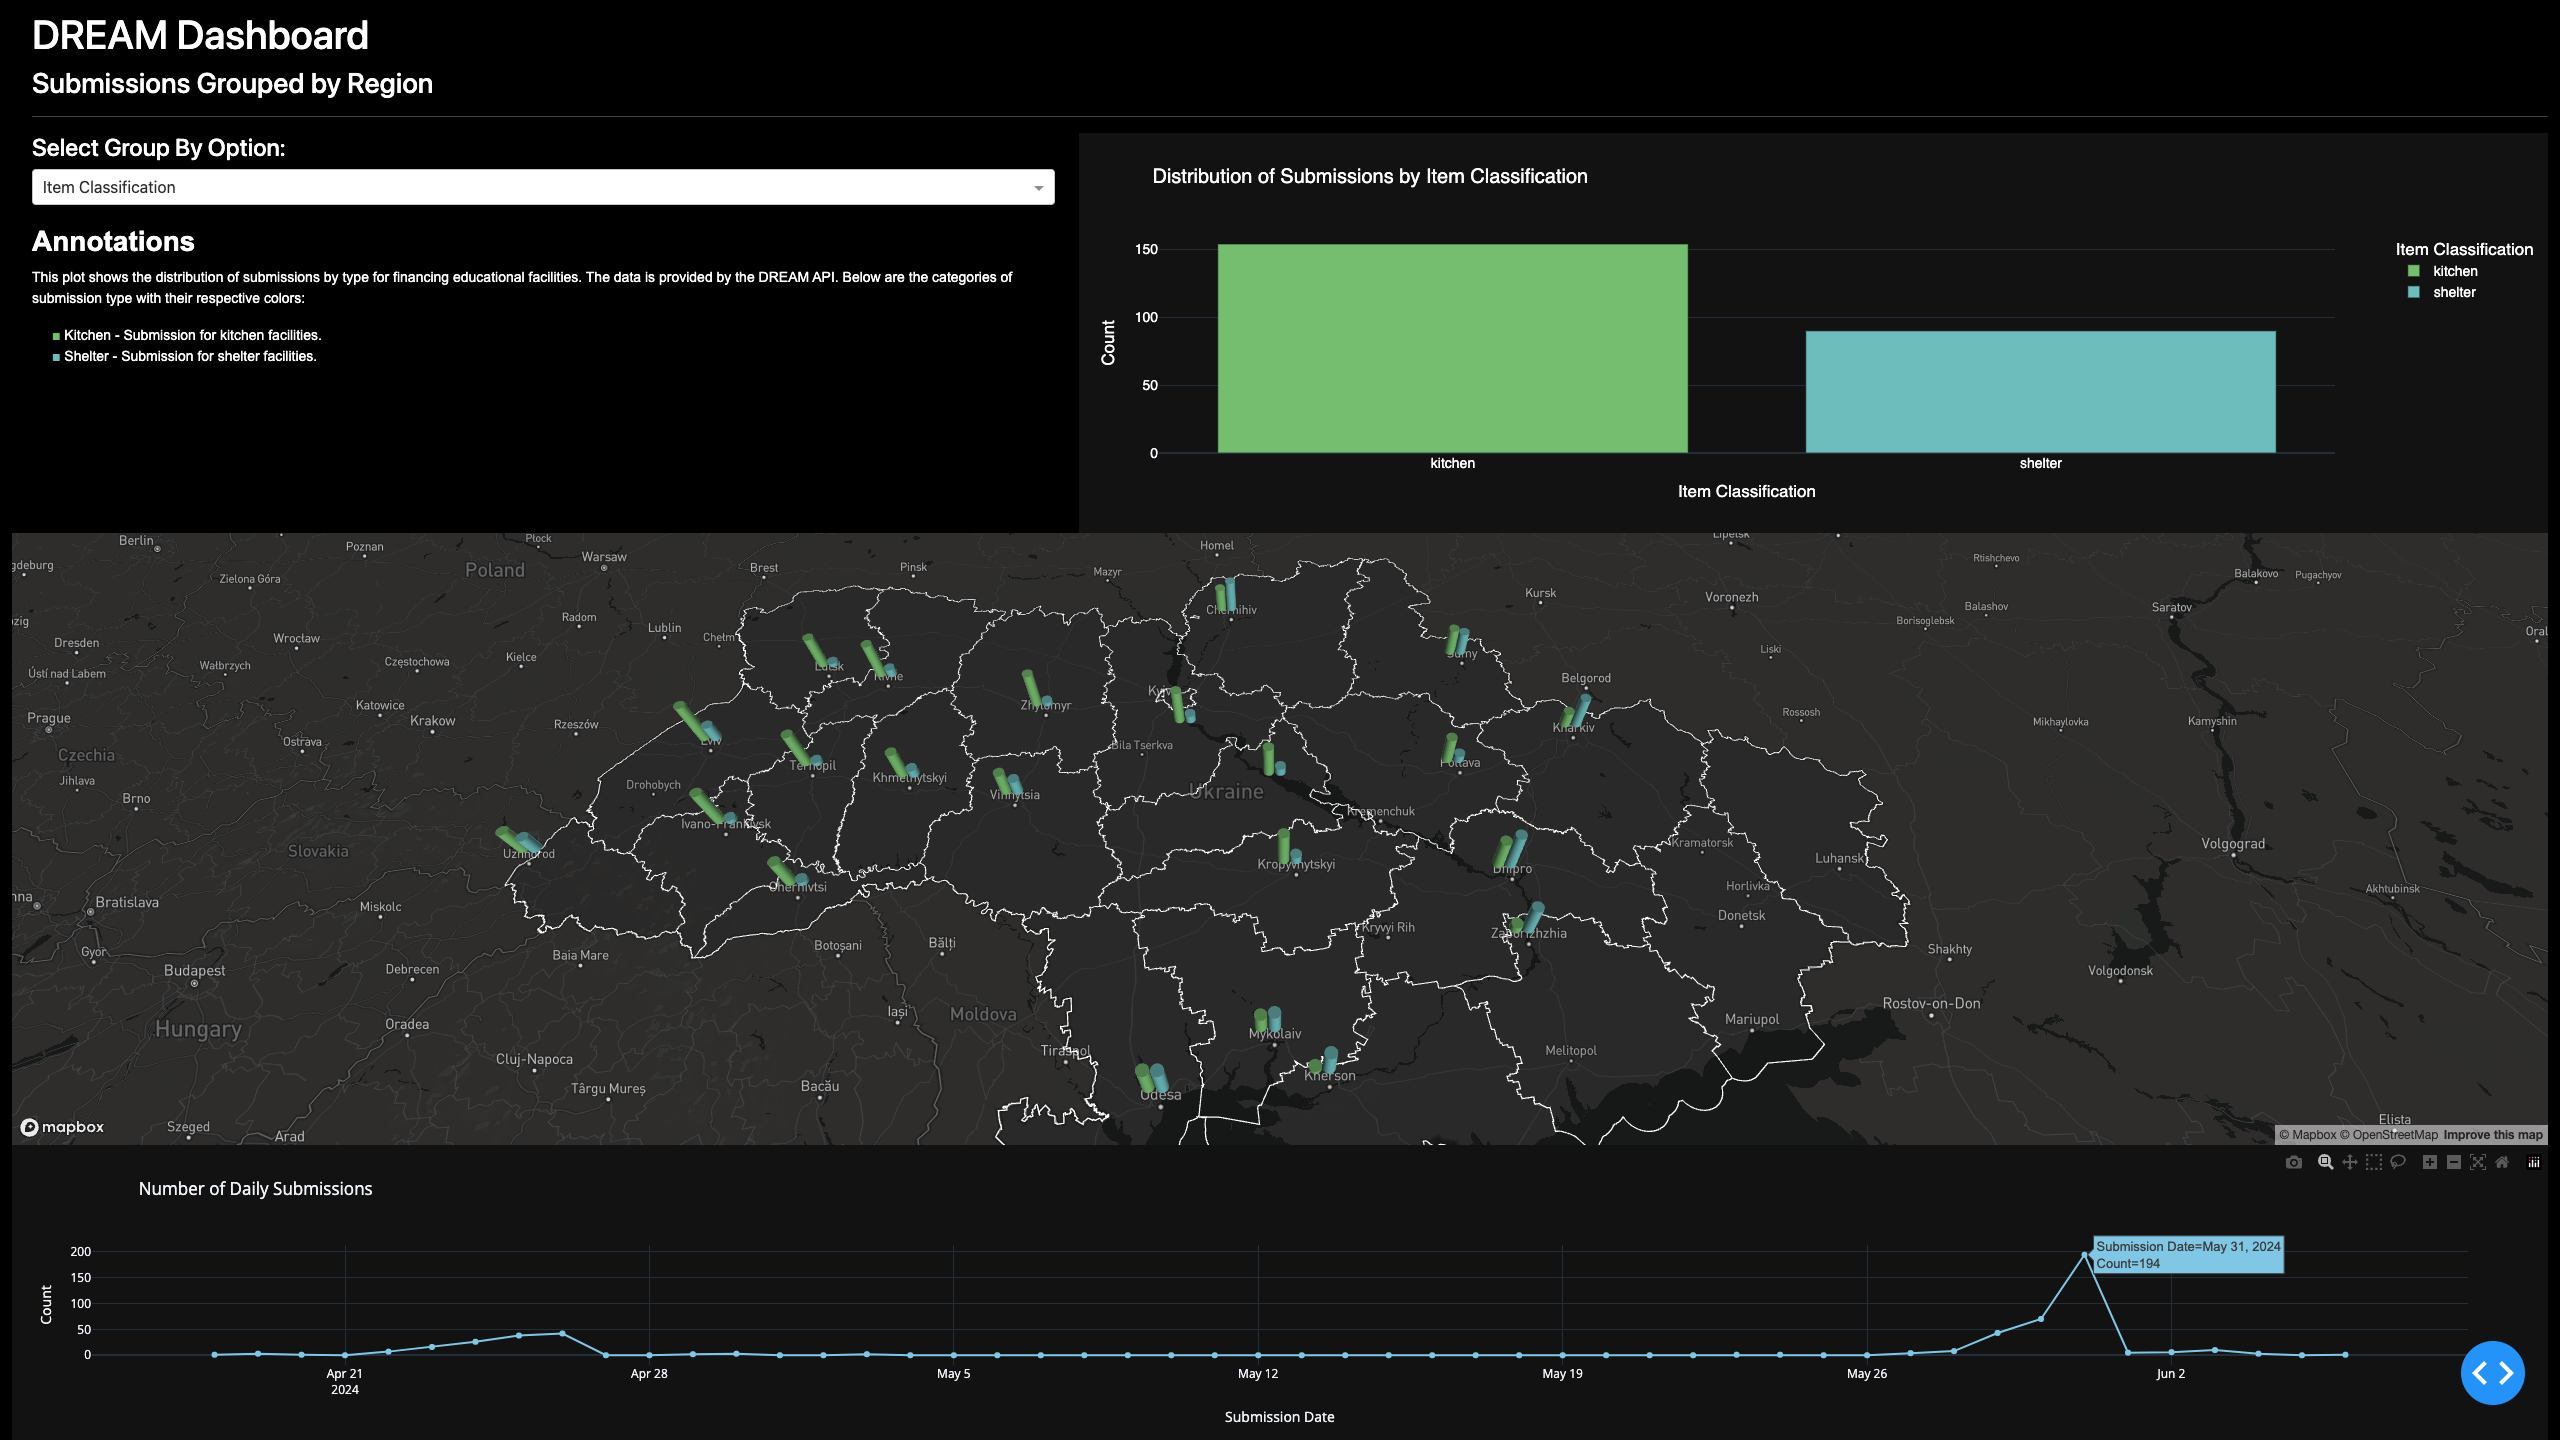 DREAM Dashboard
Submissions Grouped by Region
Select Group By Option:
Item Classification
Annotations
This plot shows the distribution of submissions by type for financing educational facilities. The data is provided by the DREAM API. Below are the categories of
submission type with their respective colors:
Kitchen - Submission for kitchen facilities.
Shelter - Submission for shelter facilities.
Distribution of Submissions by Item Classification
150
100
50
0
Count
kitchen
shelter
Item Classification
Item Classification
kitchen
shelter
Berlin
Poznan
Płock
Warsaw
Poland
Brest
Pinsk
Mazyr
Homel
Kursk
Voronezh
Rtishchevo
Balakovo
Pugachyov
gdeburg
Zielona Góra
Radom
Lublin
Chełm
Chernihiv
Borisoglebsk
Balashov
Saratov
zig
Dresden
Wrocław
Oral
Ústí nad Labem
Wałbrzych
Częstochowa
Kielce
Lutsk
Rivne
Sumy
Liski
Prague
Katowice
Krakow
Rzeszów
Zhytomyr
Kyiv
Belgorod
Rossosh
Mikhaylovka
Kamyshin
Czechia
Ostrava
Lviv
Bila Tserkva
Kharkiv
Jihlava
Brno
Drohobych
Ternopil
Khmelnytskyi
Vinnytsia
Ukraine
Poltava
Kremenchuk
Ivano-Frankivsk
Slovakia
Uzhhorod
Kropyvnytskyi
Dnipro
Kramatorsk
Luhansk
Volgograd
Chernivtsi
Horlivka
Akhtubinsk
nna
Bratislava
Miskolc
Donetsk
Gyor
Budapest
Debrecen
Baia Mare
Botoșani
Bălți
Kryvyi Rih
Zaporizhzhia
Shakhty
Volgodonsk
Hungary
Oradea
Iași
Moldova
Mykolaiv
Mariupol
Rostov-on-Don
Cluj-Napoca
Tiraspol
Melitopol
Târgu Mureș
Bacău
Odesa
Kherson
mapbox
Szeged
Arad
Elista
© Mapbox © OpenStreetMap Improve this map
Number of Daily Submissions
200
150
100
50
0
Count
Submission Date=May 31, 2024
Count=194
Apr 21
2024
Apr 28
May 5
May 12
May 19
May 26
Jun 2
Submission Date